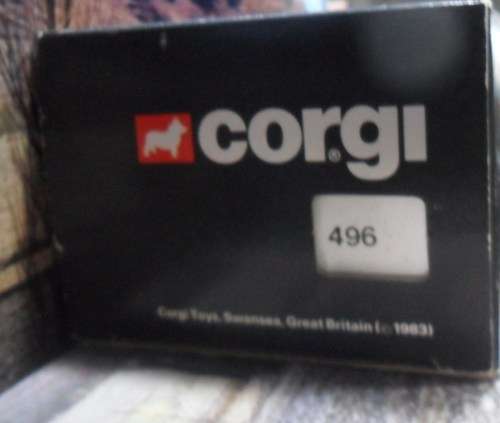 corgi®
496
Corgi Toys, Swansea, Great Britain (c 1983)